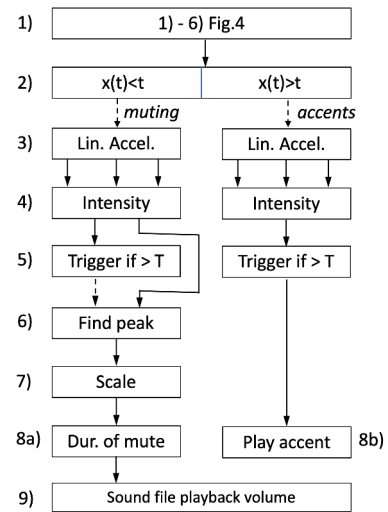 1) 1) - 6) Fig.4
2) x(t)<t x(t)>t
muting accents
3) Lin. Accel. Lin. Accel.
4) Intensity Intensity
5) Trigger if > T Trigger if > T
6) Find peak
7) Scale
8a) Dur. of mute Play accent 8b)
9) Sound file playback volume